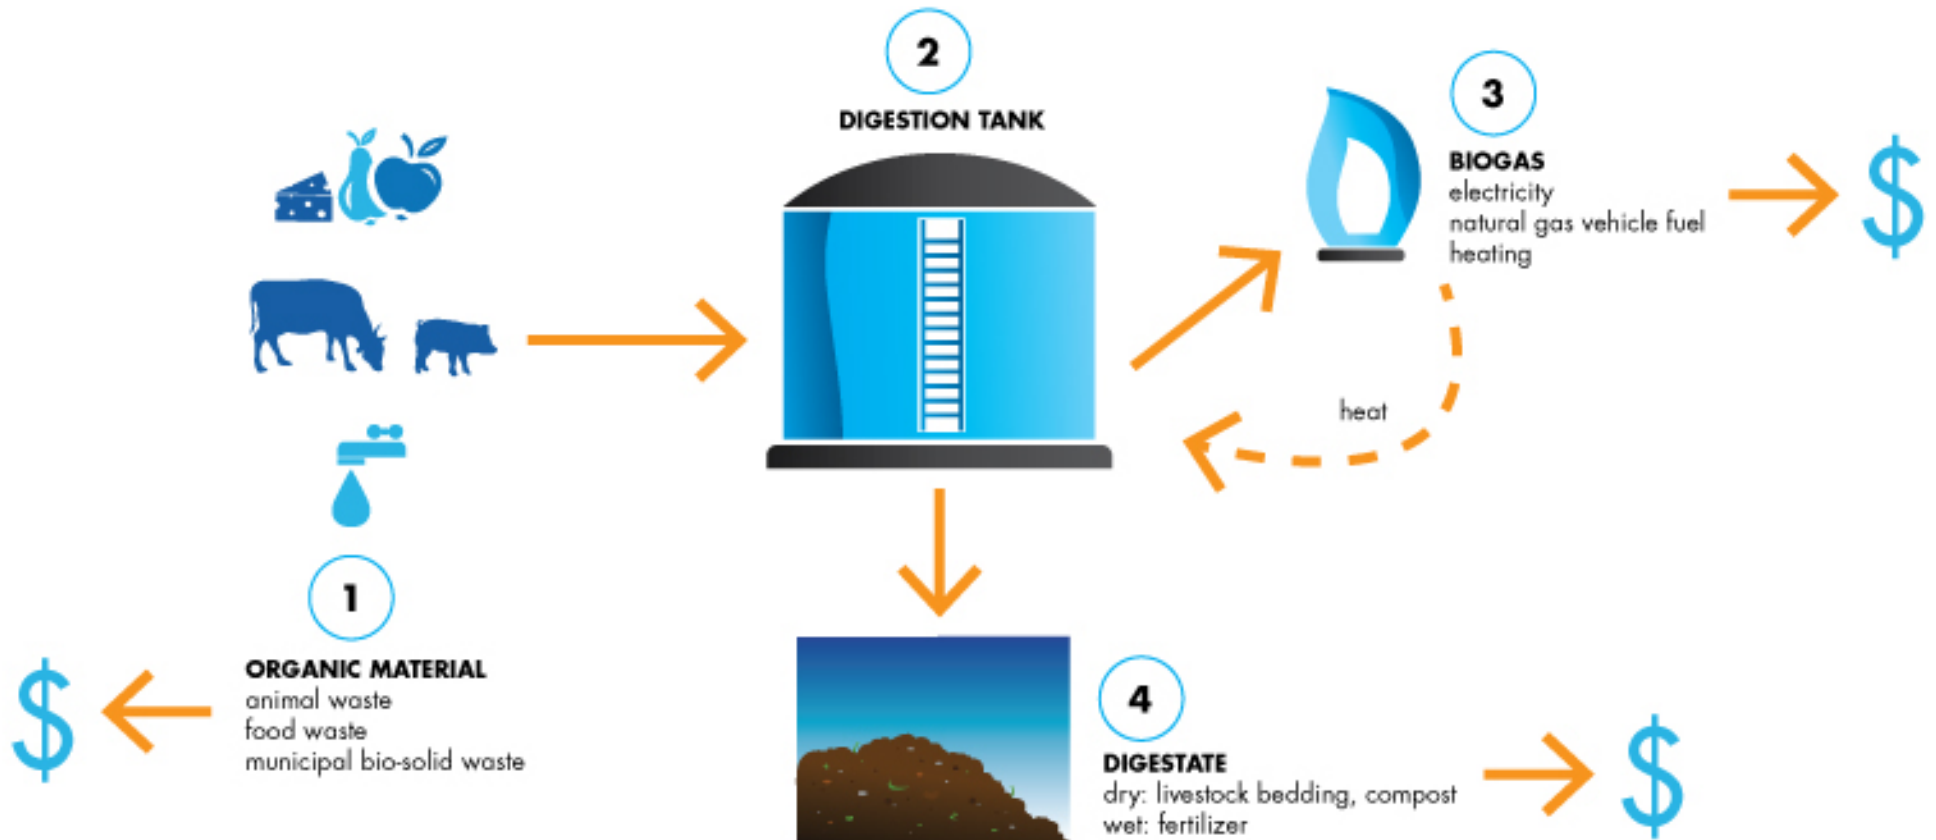 2
DIGESTION TANK
3
BIOGAS
electricity
natural gas vehicle fuel
heating
$
heat
1
ORGANIC MATERIAL
animal waste
food waste
municipal bio-solid waste
$
4
DIGESTATE
dry: livestock bedding, compost
wet: fertilizer
$